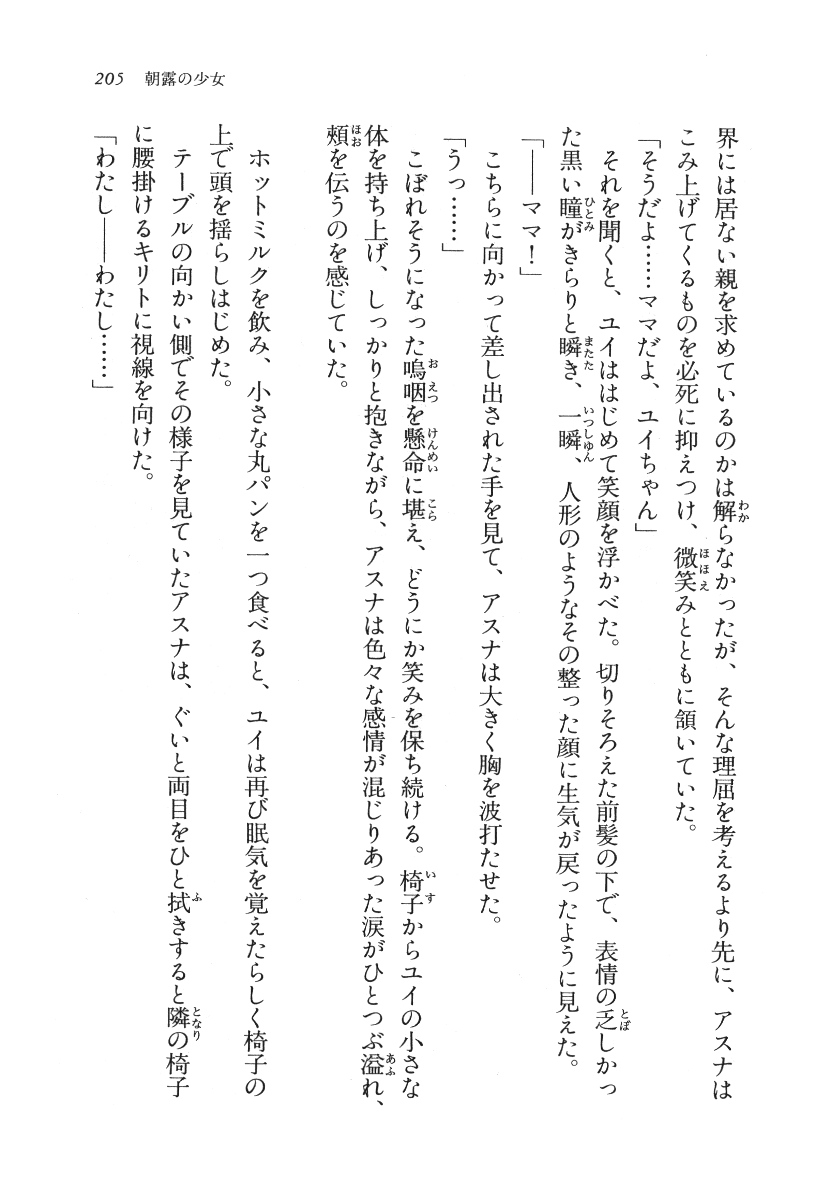 205 朝露の少女
界には居ない親を求めているのかは解らなかったが、そんな理屈を考えるより先に、アスナは
こみ上げてくるものを必死に抑えつけ、微笑みとともに頷いていた。
「そうだよ……ママだよ、ユイちゃん」
それを聞くと、ユイははじめて笑顔を浮かべた。切りそろえた前髪の下で、表情の乏しかっ
た黒い瞳がきらりと瞬き、一瞬、人形のようなその整った顔に生気が戻ったように見えた。
「――ママ！」
こちらに向かって差し出された手を見て、アスナは大きく胸を波打たせた。
「うっ……」
こぼれそうになった嗚咽を懸命に堪え、どうにか笑みを保ち続ける。椅子からユイの小さな
体を持ち上げ、しっかりと抱きながら、アスナは色々な感情が混じりあった涙がひとつぶ溢れ、
頬を伝うのを感じていた。
ホットミルクを飲み、小さな丸パンを一つ食べると、ユイは再び眠気を覚えたらしく椅子の
上で頭を揺らしはじめた。
テーブルの向かい側でその様子を見ていたアスナは、ぐいと両目をひと拭きすると隣の椅子
に腰掛けるキリトに視線を向けた。
「わたし――わたし……」